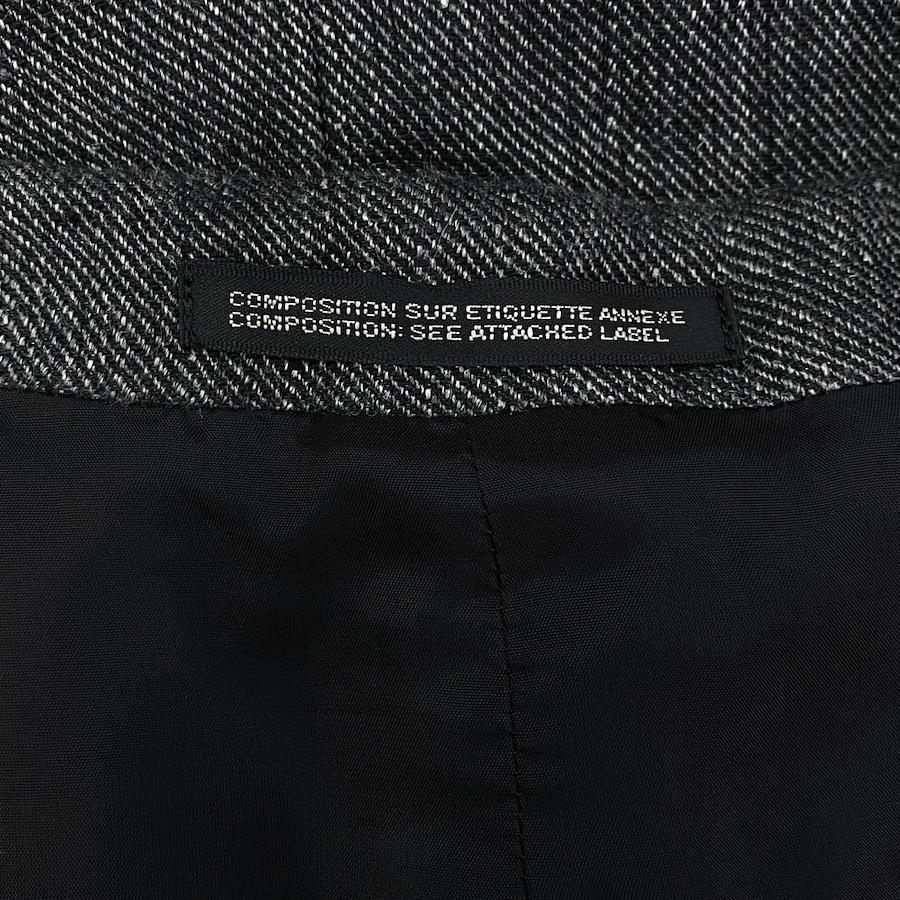 COMPOSITION SUR ETIQUETTE ANNEXE
COMPOSITION: SEE ATTACHED LABEL